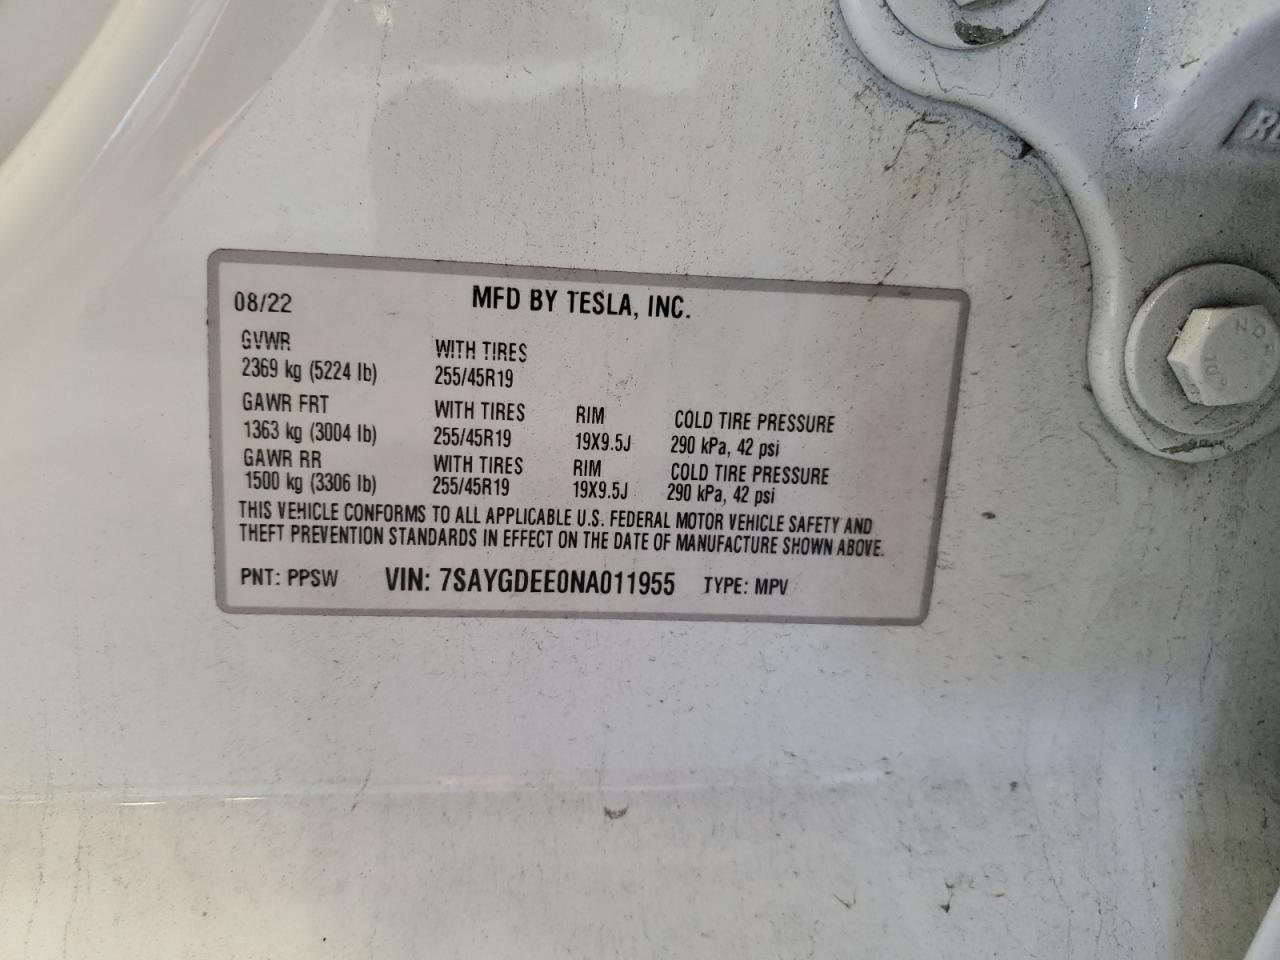 08/22 MFD BY TESLA, INC.
GVWR WITH TIRES
2369 kg (5224 lb) 255/45R19
GAWR FRT WITH TIRES RIM COLD TIRE PRESSURE
1363 kg (3004 lb) 255/45R19 19X9.5J 290 kPa, 42 psi
GAWR RR WITH TIRES RIM COLD TIRE PRESSURE
1500 kg (3306 lb) 255/45R19 19X9.5J 290 kPa, 42 psi
THIS VEHICLE CONFORMS TO ALL APPLICABLE U.S. FEDERAL MOTOR VEHICLE SAFETY AND
THEFT PREVENTION STANDARDS IN EFFECT ON THE DATE OF MANUFACTURE SHOWN ABOVE.
PNT: PPSW VIN: 7SAYGDEE0NA011955 TYPE: MPV